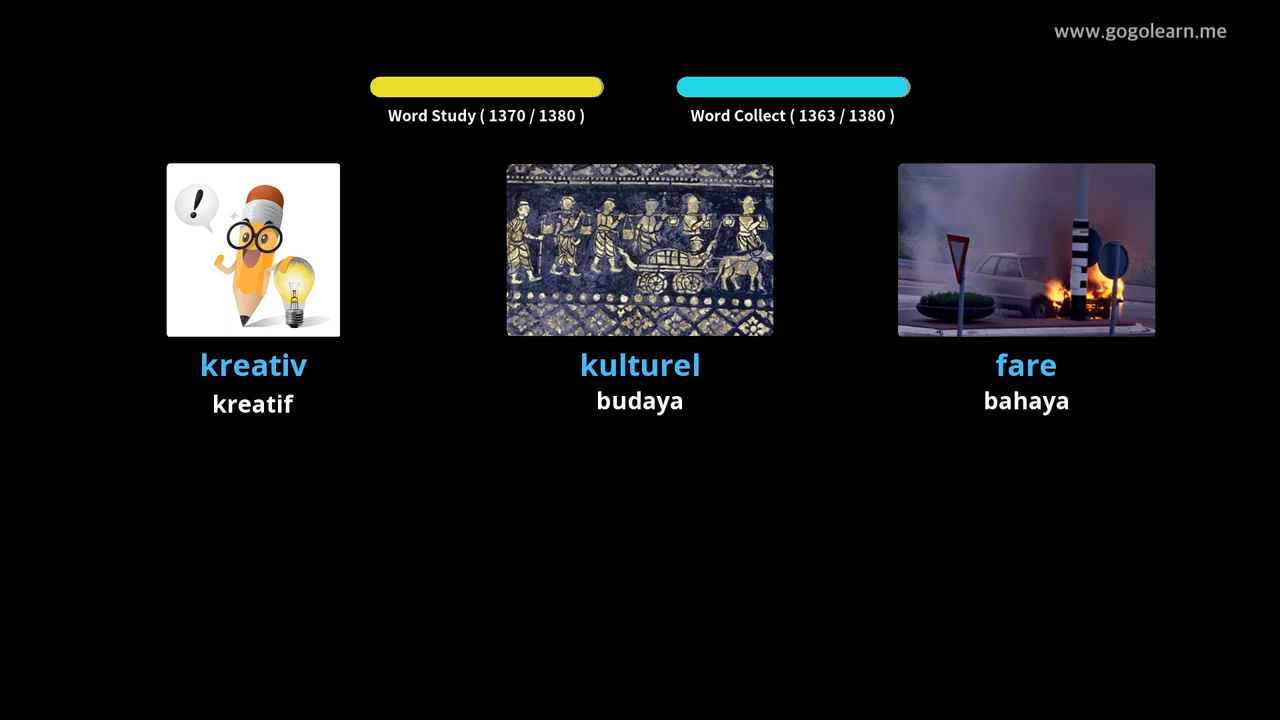 www.gogolearn.me
Word Study ( 1370 / 1380 )
Word Collect ( 1363 / 1380 )
!
kreativ
kulturel
fare
kreatif
budaya
bahaya